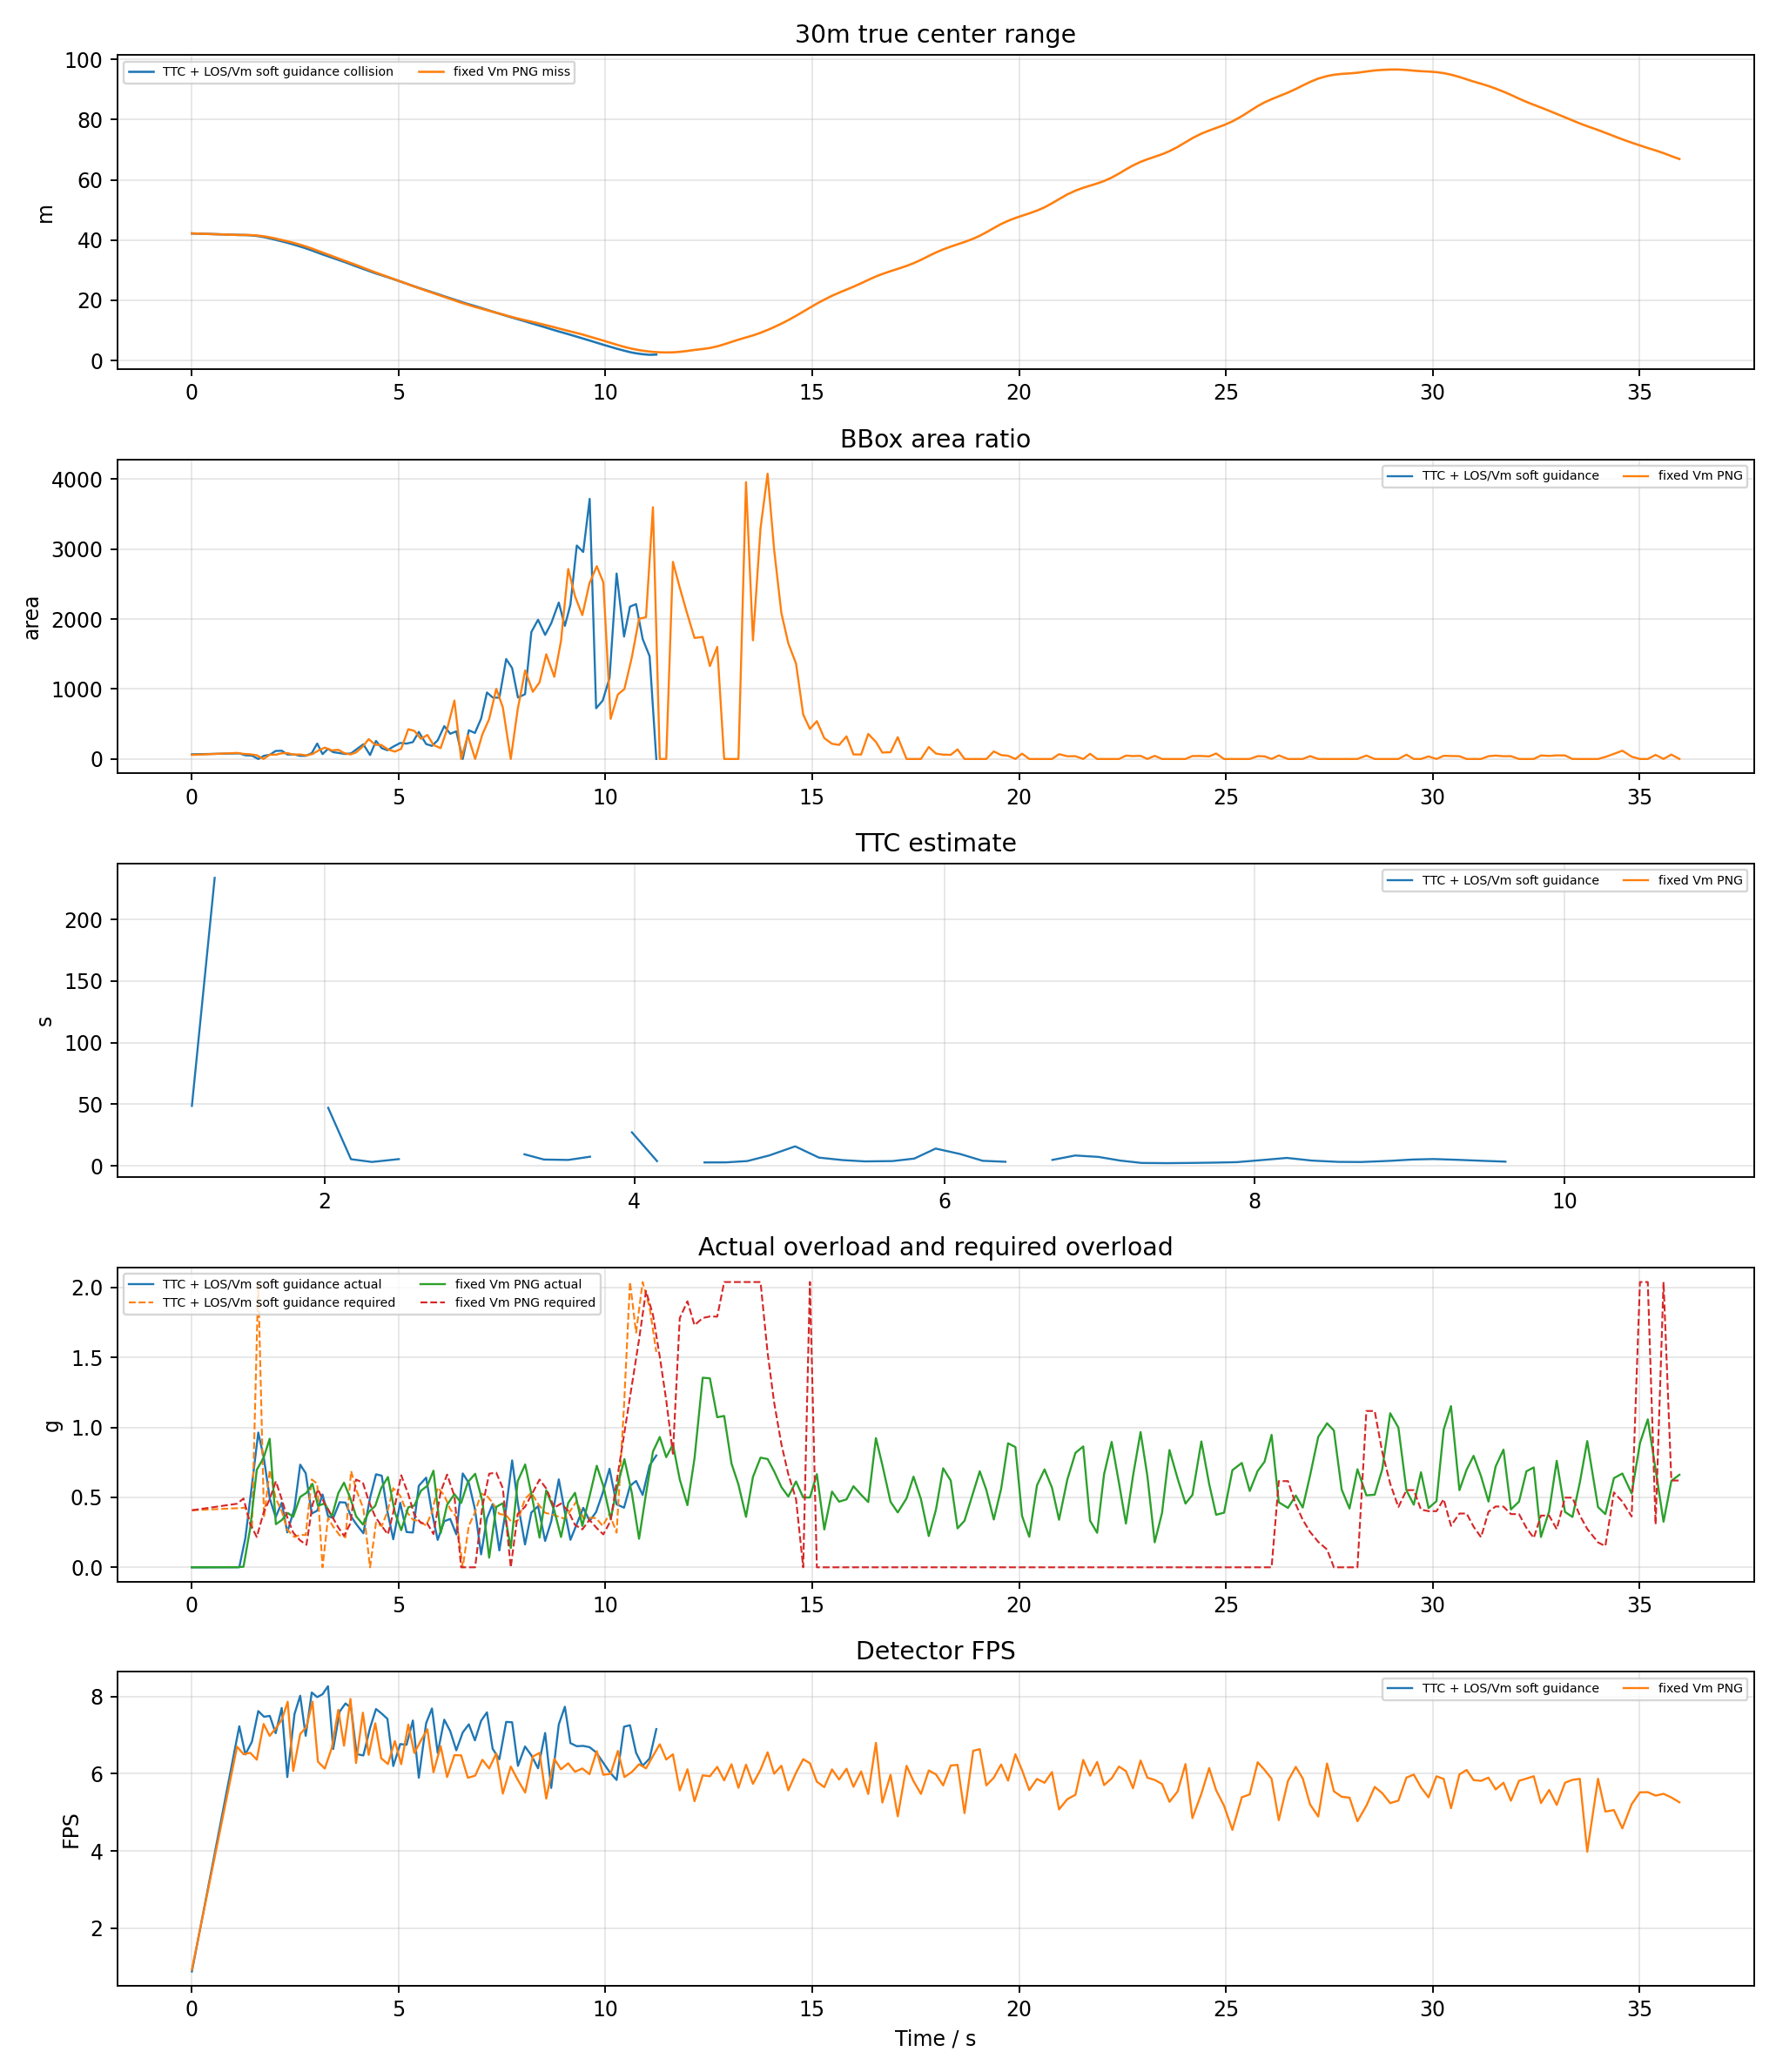 30m true center range
TTC + LOS/Vm soft guidance collision fixed Vm PNG miss
100
80
60
40
20
0
m
0 5 10 15 20 25 30 35
BBox area ratio
TTC + LOS/Vm soft guidance fixed Vm PNG
4000
3000
2000
1000
0
area
0 5 10 15 20 25 30 35
TTC estimate
TTC + LOS/Vm soft guidance fixed Vm PNG
200
150
100
50
0
s
2 4 6 8 10
Actual overload and required overload
TTC + LOS/Vm soft guidance actual fixed Vm PNG actual
TTC + LOS/Vm soft guidance required fixed Vm PNG required
2.0
1.5
1.0
0.5
0.0
g
0 5 10 15 20 25 30 35
Detector FPS
TTC + LOS/Vm soft guidance fixed Vm PNG
8
6
4
2
FPS
0 5 10 15 20 25 30 35
Time / s